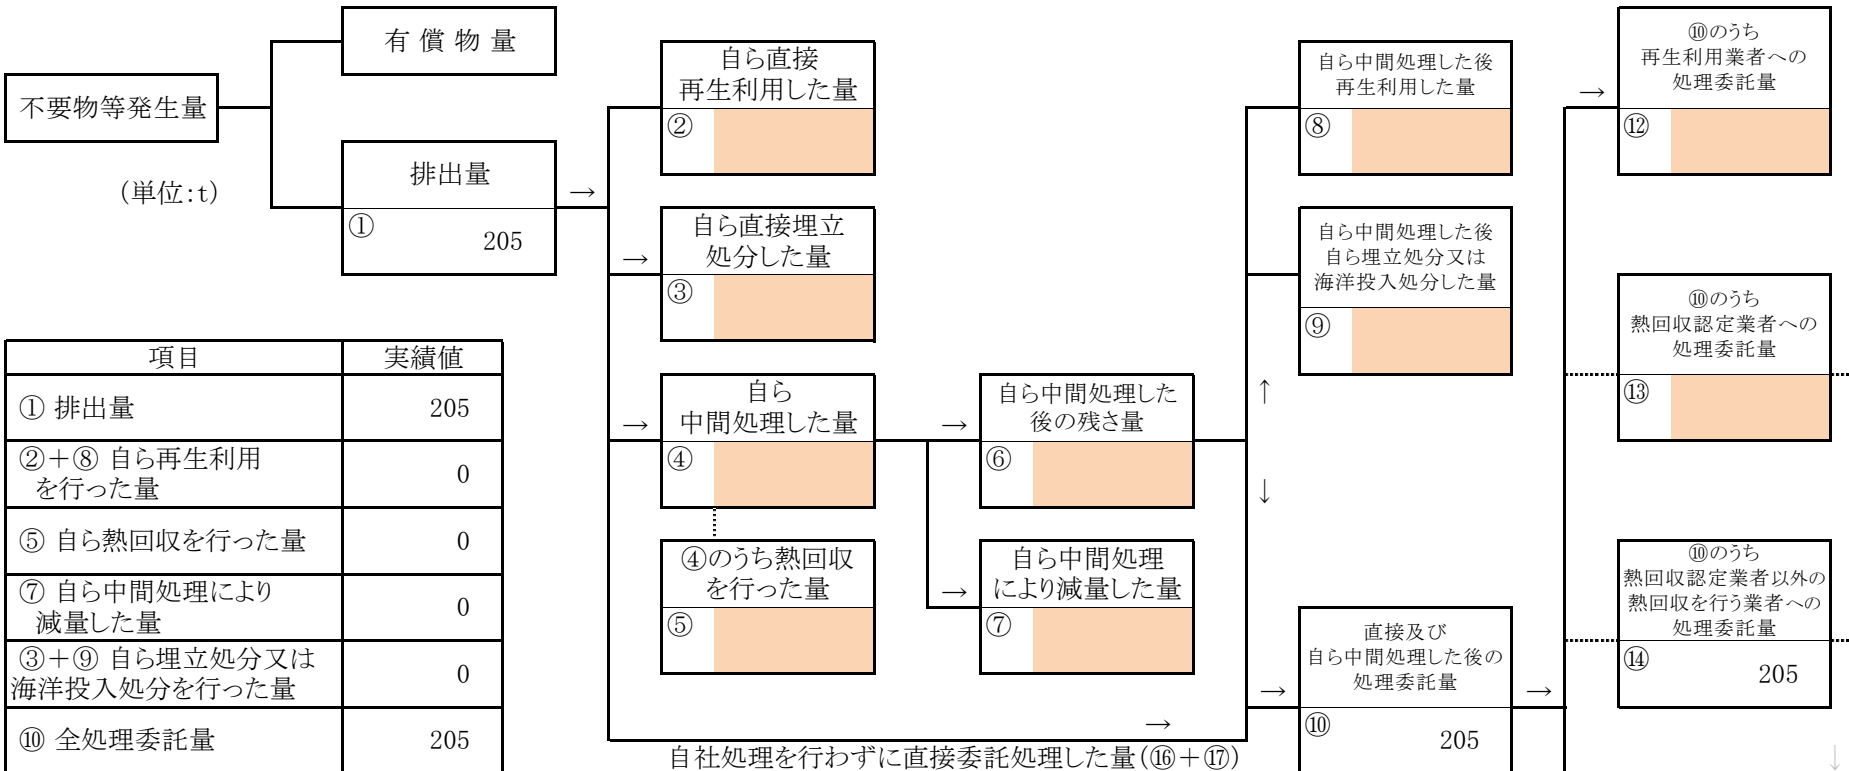 不要物等発生量
有 償 物 量
(単位:t)
排出量
→
①
205
自ら直接
再生利用した量
②
自ら直接埋立
処分した量
→
③
自ら
中間処理した量
→
④
④のうち熱回収
を行った量
⑤
自ら中間処理した
後の残さ量
→
⑥
自ら中間処理
により減量した量
→
⑦
自ら中間処理した後
再生利用した量
⑧
自ら中間処理した後
自ら埋立処分又は
海洋投入処分した量
⑨
↑
↓
直接及び
自ら中間処理した後の
処理委託量
→
→
⑩
205
→
自社処理を行わずに直接委託処理した量(⑯+⑰)
→
⑩のうち
再生利用業者への
処理委託量
⑫
⑩のうち
熱回収認定業者への
処理委託量
⑬
⑩のうち
熱回収認定業者以外の
熱回収を行う業者への
処理委託量
⑭
205
↓
項目 実績値
① 排出量 205
②+⑧ 自ら再生利用
を行った量 0
⑤ 自ら熱回収を行った量 0
⑦ 自ら中間処理により
減量した量 0
③+⑨ 自ら埋立処分又は
海洋投入処分を行った量 0
⑩ 全処理委託量 205